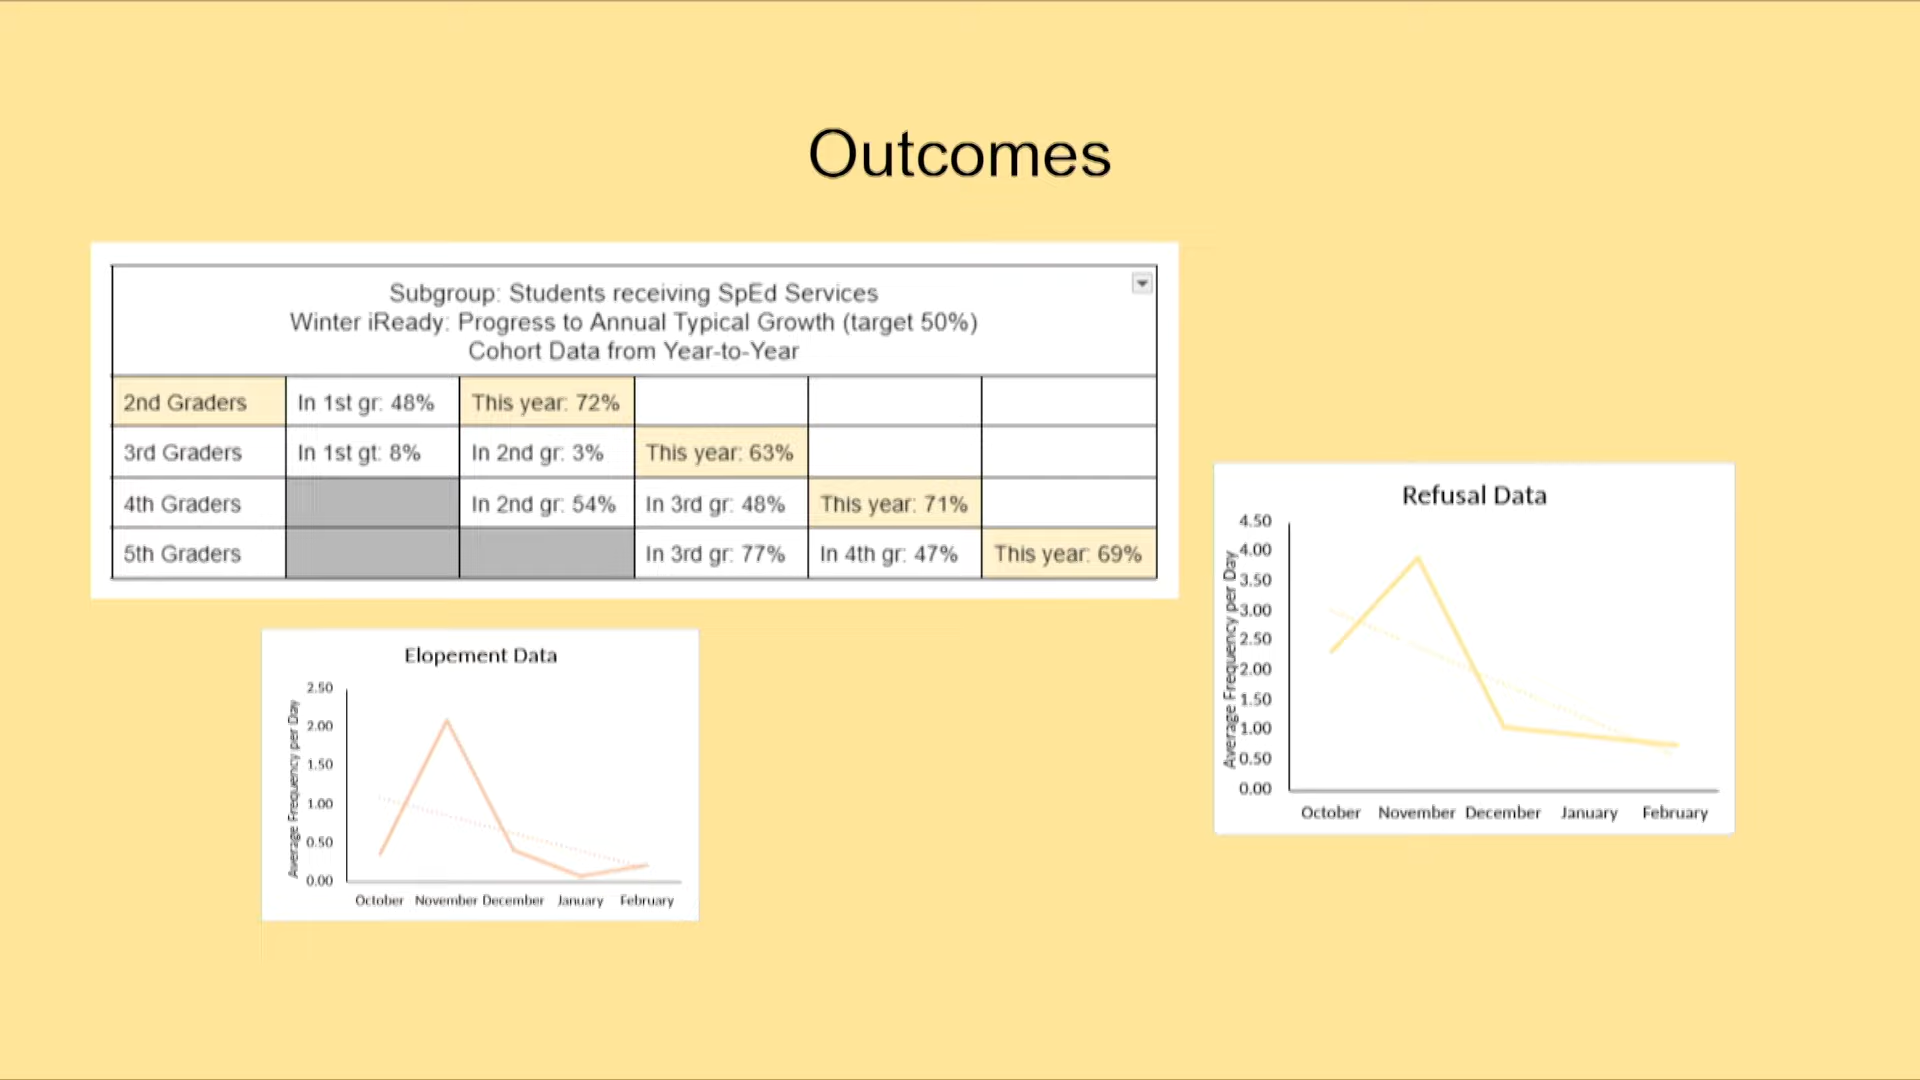 Outcomes
Subgroup: Students receiving SpEd Services
Winter iReady: Progress to Annual Typical Growth (target 50%)
Cohort Data from Year-to-Year
2nd Graders In 1st gr: 48% This year: 72%
3rd Graders In 1st gt: 8% In 2nd gr: 3% This year: 63%
4th Graders In 2nd gr: 54% In 3rd gr: 48% This year: 71%
5th Graders In 3rd gr: 77% In 4th gr: 47% This year: 69%
Elopement Data
Average Frequency per Day
2.50
2.00
1.50
1.00
0.50
0.00
October November December January February
Refusal Data
Average Frequency per Day
4.50
4.00
3.50
3.00
2.50
2.00
1.50
1.00
0.50
0.00
October November December January February